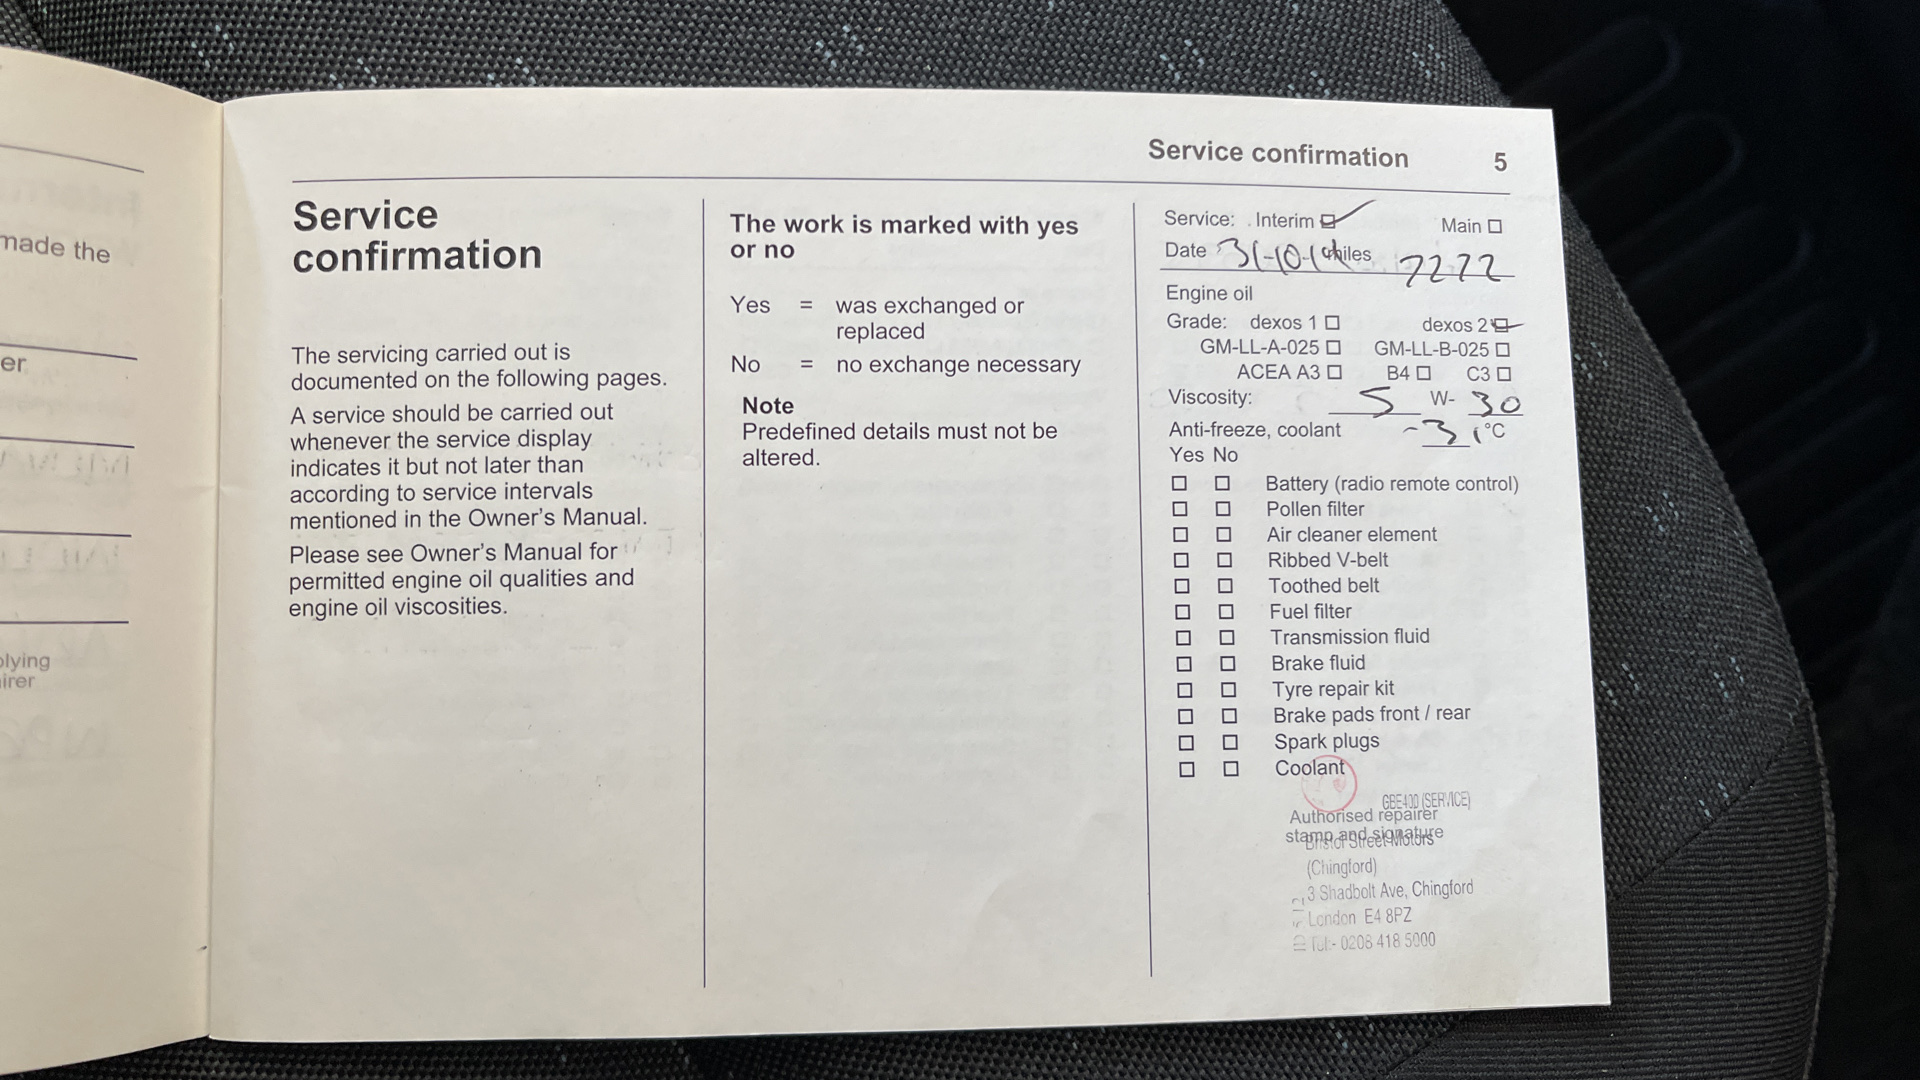 made the
er
plying
irer
Service confirmation 5
Service
confirmation
The servicing carried out is
documented on the following pages.
A service should be carried out
whenever the service display
indicates it but not later than
according to service intervals
mentioned in the Owner's Manual.
Please see Owner's Manual for
permitted engine oil qualities and
engine oil viscosities.
The work is marked with yes
or no
Yes = was exchanged or
replaced
No = no exchange necessary
Note
Predefined details must not be
altered.
Service: Interim Main
Date 31-10-14 miles 7272
Engine oil
Grade: dexos 1 dexos 2
GM-LL-A-025 GM-LL-B-025
ACEA A3 B4 C3
Viscosity: 5 W- 30
Anti-freeze, coolant -31 °C
Yes No
Battery (radio remote control)
Pollen filter
Air cleaner element
Ribbed V-belt
Toothed belt
Fuel filter
Transmission fluid
Brake fluid
Tyre repair kit
Brake pads front / rear
Spark plugs
Coolant
GBE400 (SERVICE)
Authorised repairer
stamp and signature
Bristol Street Motors
(Chingford)
3 Shadbolt Ave, Chingford
London E4 8PZ
Tel:- 0208 418 5000